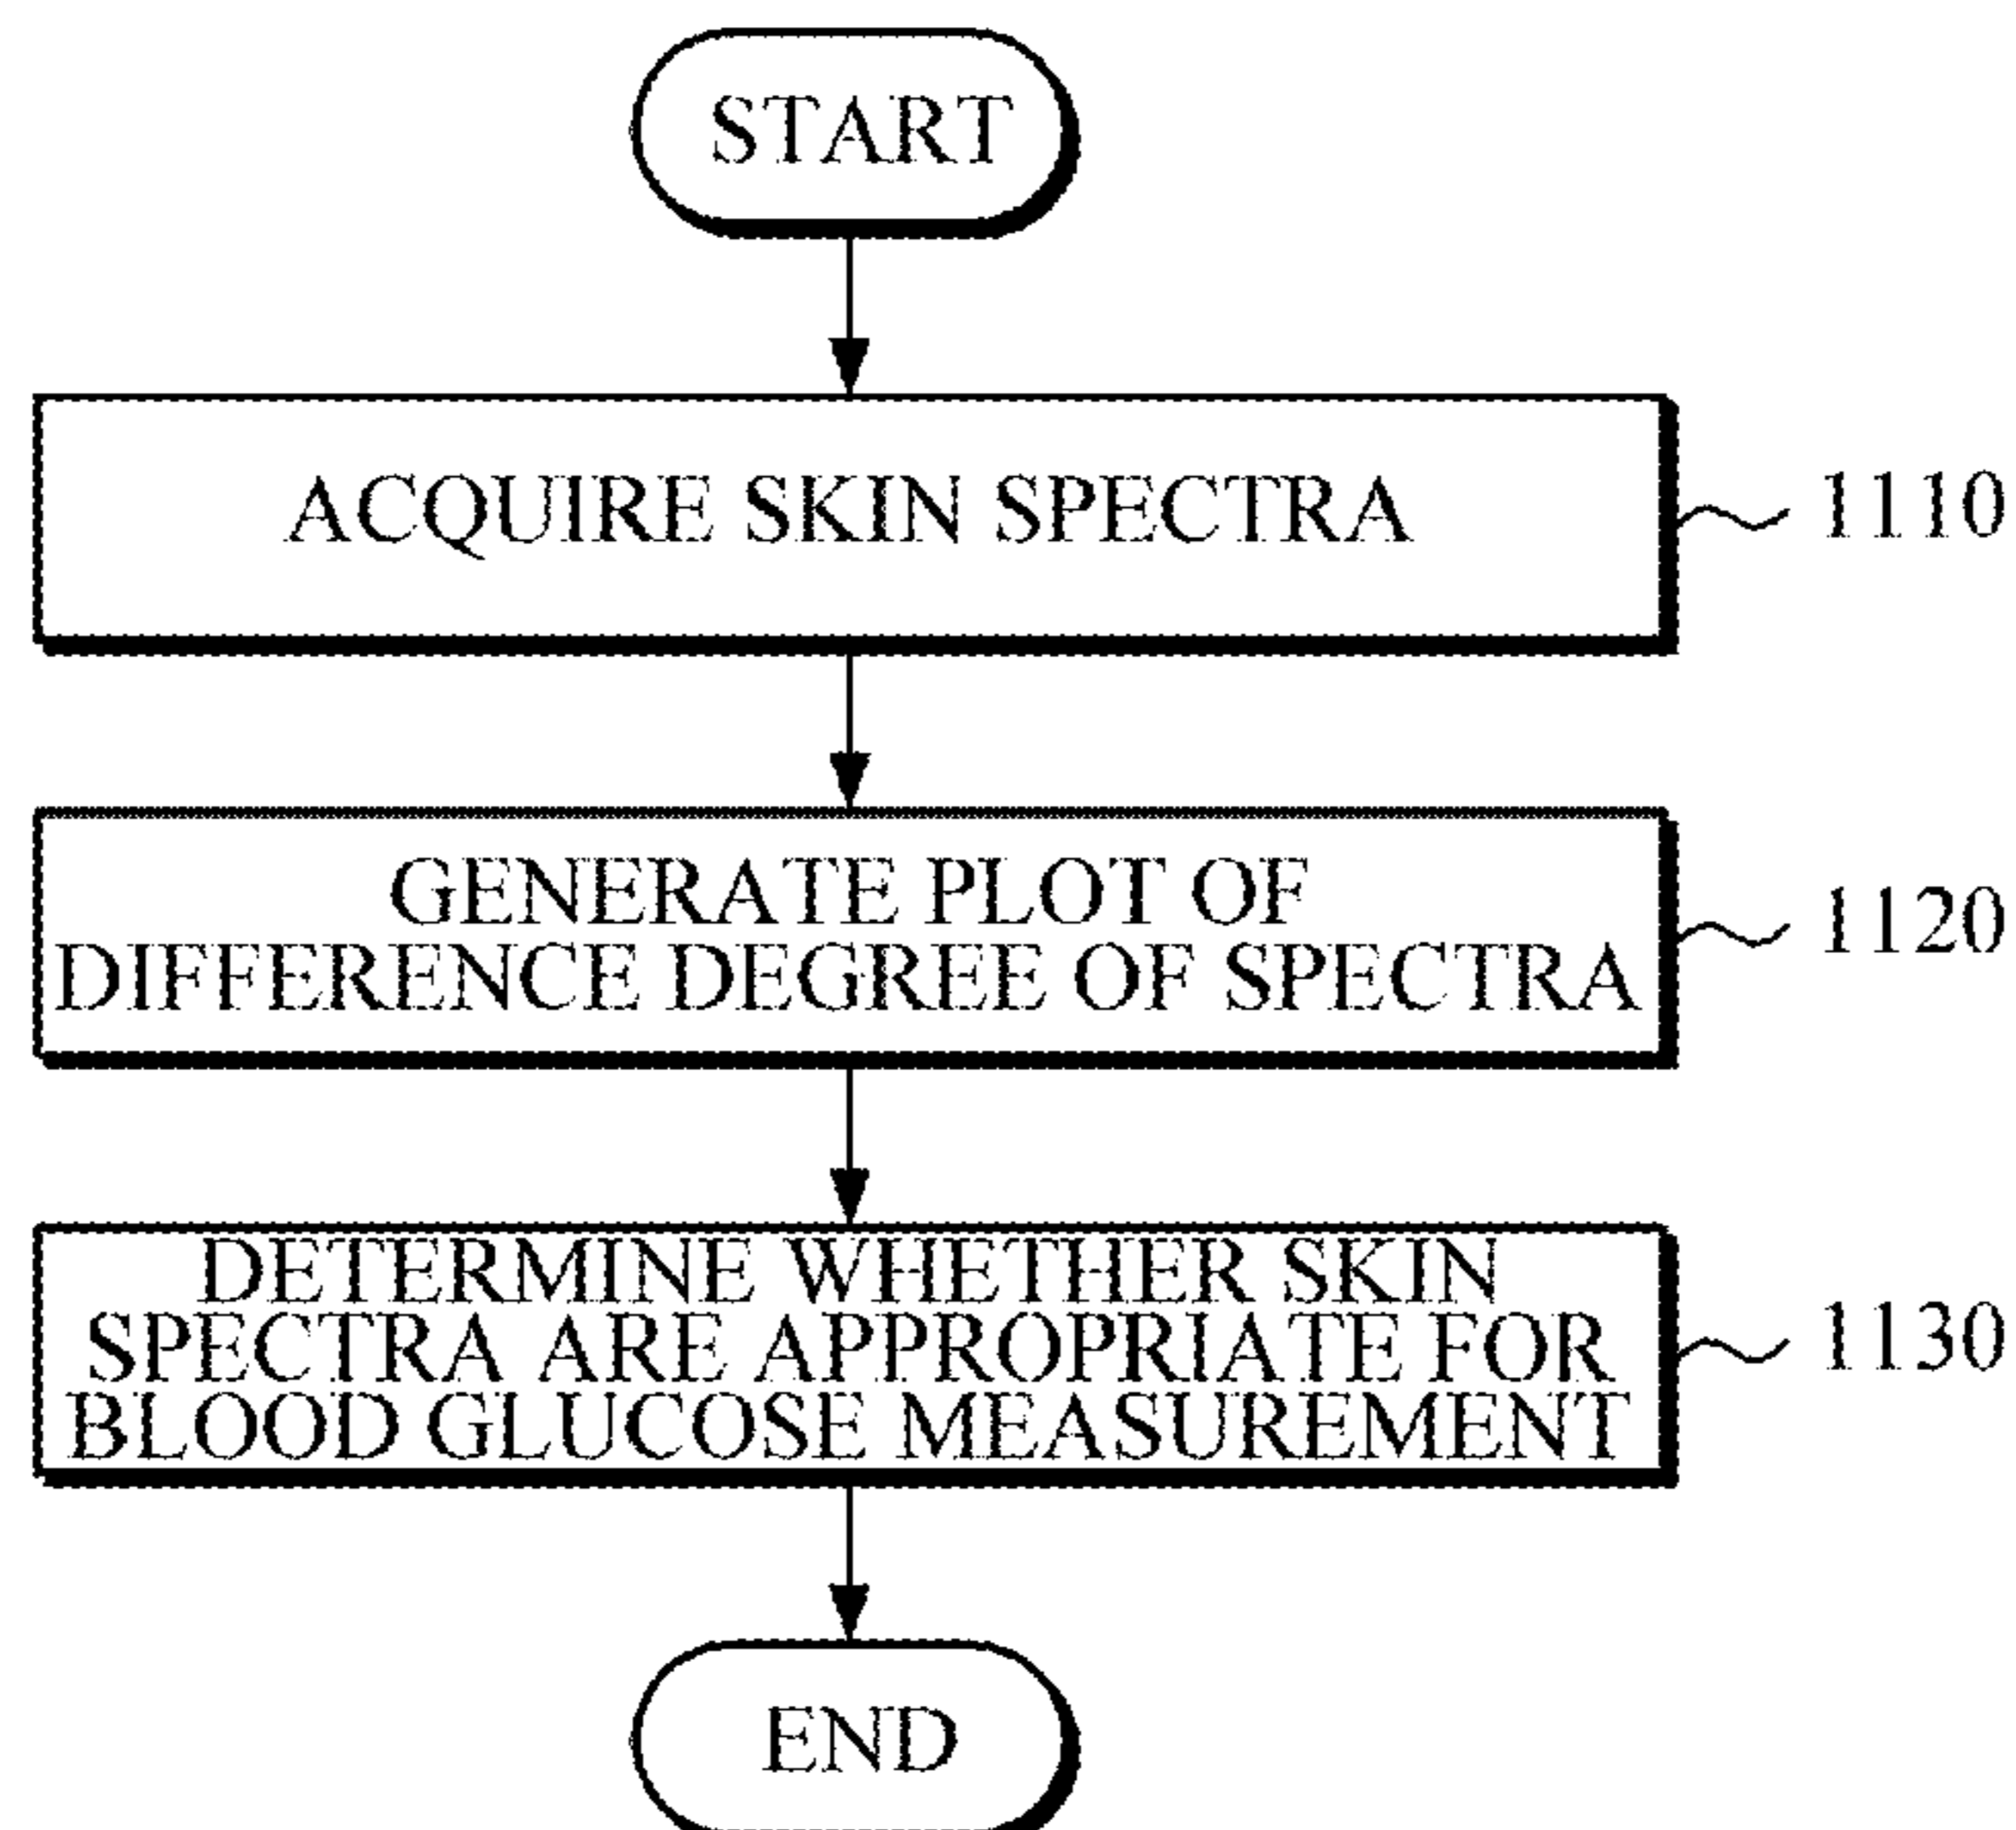 START
ACQUIRE SKIN SPECTRA
1110
GENERATE PLOT OF
DIFFERENCE DEGREE OF SPECTRA
1120
DETERMINE WHETHER SKIN
SPECTRA ARE APPROPRIATE FOR
BLOOD GLUCOSE MEASUREMENT
1130
END